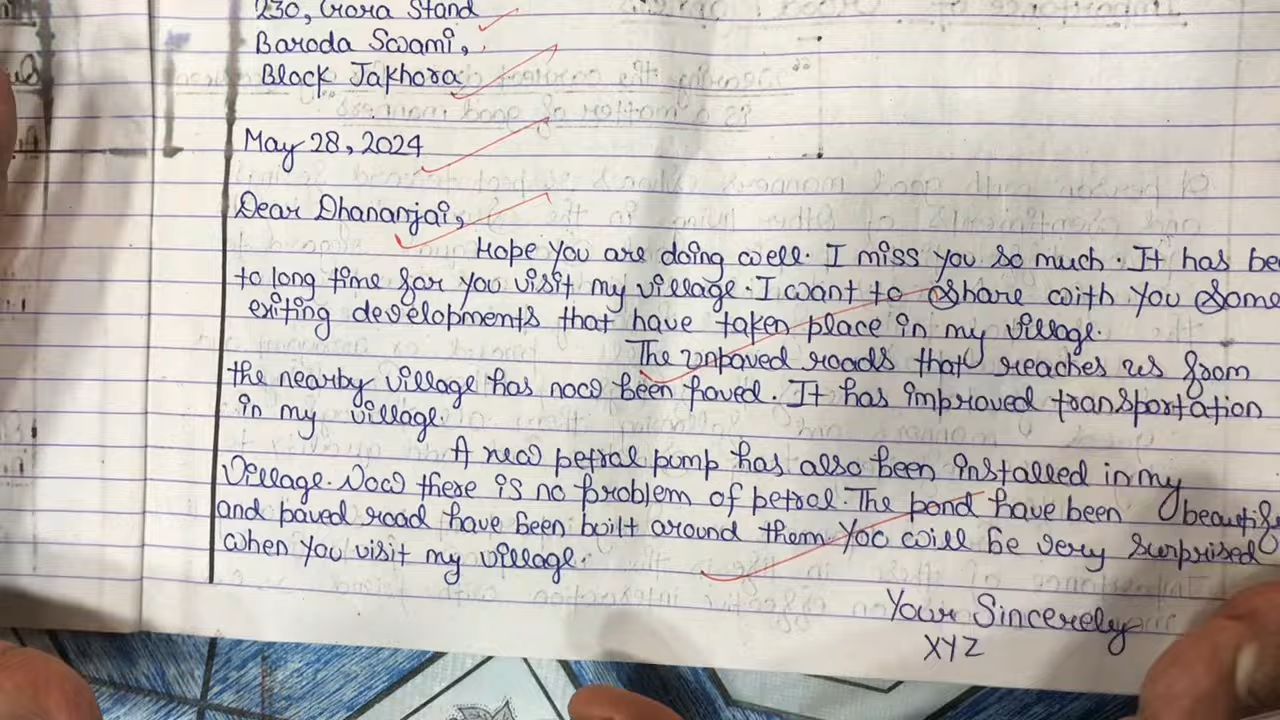 230, Gora Stand
Baroda Swami,
Block Jakhora
May 28, 2024
Dear Dhananjai,
Hope you are doing well. I miss you so much. It has bee
to long time for you visit my village. I want to share with you some
exiting developments that have taken place in my village.
The unpaved roads that reaches us from
the nearby village has now been paved. It has improved transportation
in my village.
A new petrol pump has also been installed in my
village. Now there is no problem of petrol. The pond have been beautif
and paved road have been built around them. You will be very surprised
when you visit my village.
Your Sincerely
XYZ